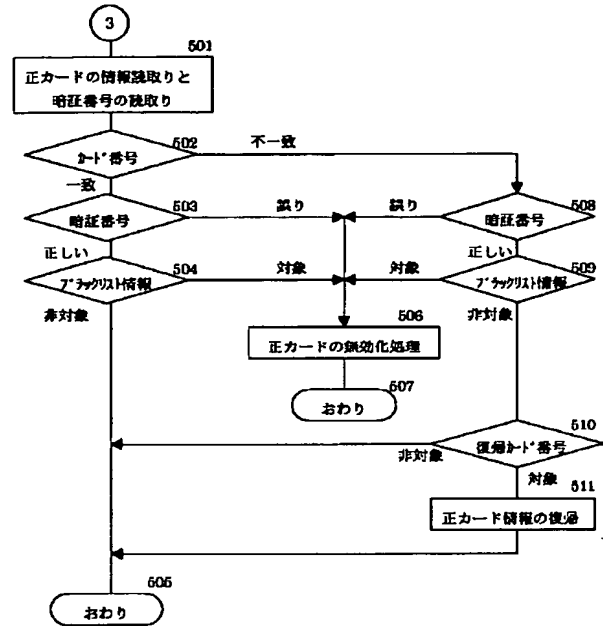 3
501
正カードの情報読取りと
暗証番号の読取り
502
カード番号
不一致
一致
503
暗証番号
誤り
誤り
508
暗証番号
正しい
正しい
504
ブラックリスト情報
対象
対象
509
ブラックリスト情報
非対象
非対象
506
正カードの無効化処理
507
おわり
510
復帰カード番号
非対象
対象
511
正カード情報の復帰
505
おわり